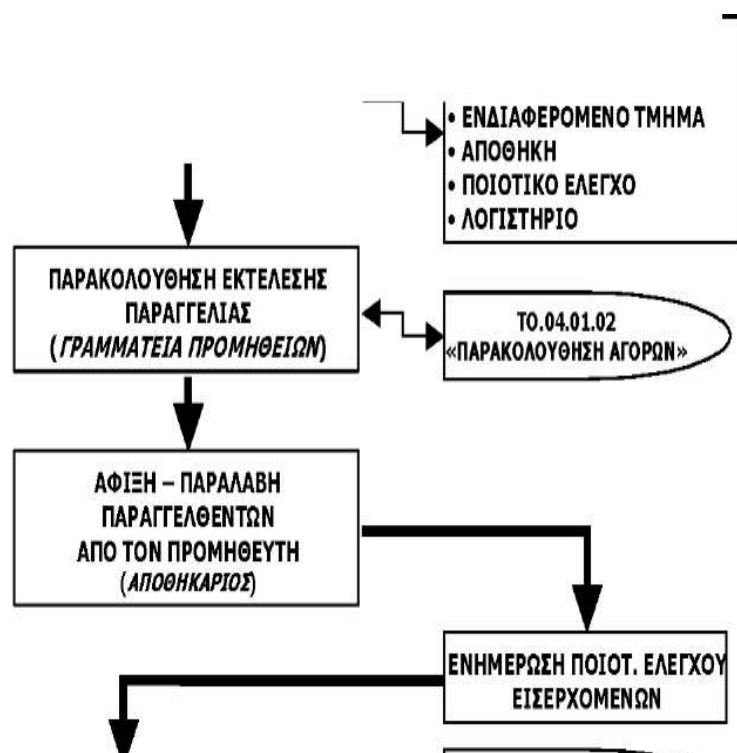 • ΕΝΔΙΑΦΕΡΟΜΕΝΟ ΤΜΗΜΑ
• ΑΠΟΘΗΚΗ
• ΠΟΙΟΤΙΚΟ ΕΛΕΓΧΟ
• ΛΟΓΙΣΤΗΡΙΟ
ΠΑΡΑΚΟΛΟΥΘΗΣΗ ΕΚΤΕΛΕΣΗΣ
ΠΑΡΑΓΓΕΛΙΑΣ
(ΓΡΑΜΜΑΤΕΙΑ ΠΡΟΜΗΘΕΙΩΝ)
ΤΟ.04.01.02
«ΠΑΡΑΚΟΛΟΥΘΗΣΗ ΑΓΟΡΩΝ»
ΑΦΙΞΗ – ΠΑΡΑΛΑΒΗ
ΠΑΡΑΓΓΕΛΘΕΝΤΩΝ
ΑΠΟ ΤΟΝ ΠΡΟΜΗΘΕΥΤΗ
(ΑΠΟΘΗΚΑΡΙΟΣ)
ΕΝΗΜΕΡΩΣΗ ΠΟΙΟΤ. ΕΛΕΓΧΟΥ
ΕΙΣΕΡΧΟΜΕΝΩΝ